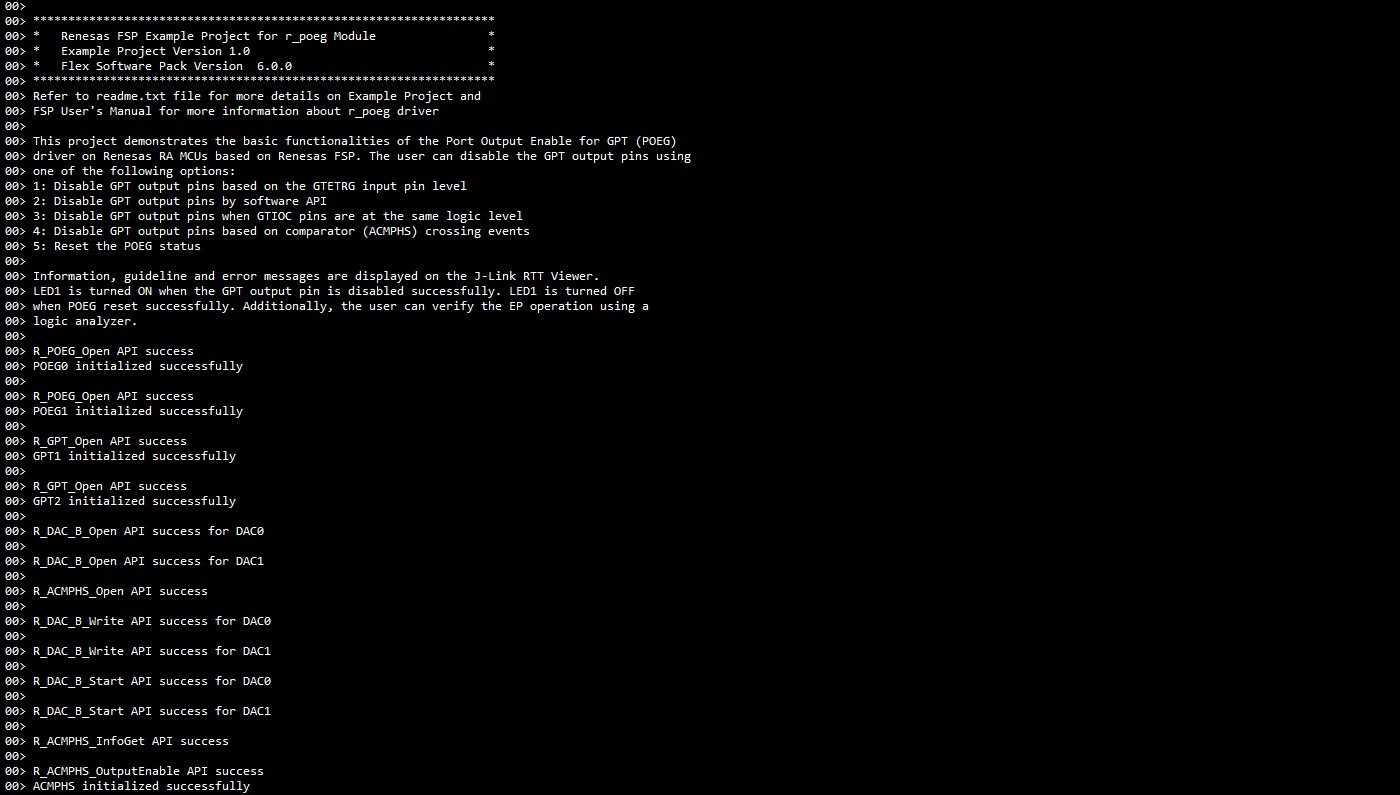 00>
00> ******************************************************************
00> *   Renesas FSP Example Project for r_poeg Module                *
00> *   Example Project Version 1.0                                  *
00> *   Flex Software Pack Version  6.0.0                            *
00> ******************************************************************
00> Refer to readme.txt file for more details on Example Project and
00> FSP User's Manual for more information about r_poeg driver
00>
00> This project demonstrates the basic functionalities of the Port Output Enable for GPT (POEG)
00> driver on Renesas RA MCUs based on Renesas FSP. The user can disable the GPT output pins using
00> one of the following options:
00> 1: Disable GPT output pins based on the GTETRG input pin level
00> 2: Disable GPT output pins by software API
00> 3: Disable GPT output pins when GTIOC pins are at the same logic level
00> 4: Disable GPT output pins based on comparator (ACMPHS) crossing events
00> 5: Reset the POEG status
00>
00> Information, guideline and error messages are displayed on the J-Link RTT Viewer.
00> LED1 is turned ON when the GPT output pin is disabled successfully. LED1 is turned OFF
00> when POEG reset successfully. Additionally, the user can verify the EP operation using a
00> logic analyzer.
00>
00> R_POEG_Open API success
00> POEG0 initialized successfully
00>
00> R_POEG_Open API success
00> POEG1 initialized successfully
00>
00> R_GPT_Open API success
00> GPT1 initialized successfully
00>
00> R_GPT_Open API success
00> GPT2 initialized successfully
00>
00> R_DAC_B_Open API success for DAC0
00>
00> R_DAC_B_Open API success for DAC1
00>
00> R_ACMPHS_Open API success
00>
00> R_DAC_B_Write API success for DAC0
00>
00> R_DAC_B_Write API success for DAC1
00>
00> R_DAC_B_Start API success for DAC0
00>
00> R_DAC_B_Start API success for DAC1
00>
00> R_ACMPHS_InfoGet API success
00>
00> R_ACMPHS_OutputEnable API success
00> ACMPHS initialized successfully